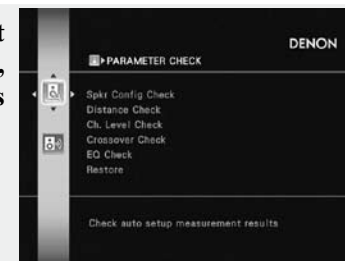 t
,
s
DENON
PARAMETER CHECK
Spkr Config Check
Distance Check
Ch. Level Check
Crossover Check
EQ Check
Restore
Check auto setup measurement results